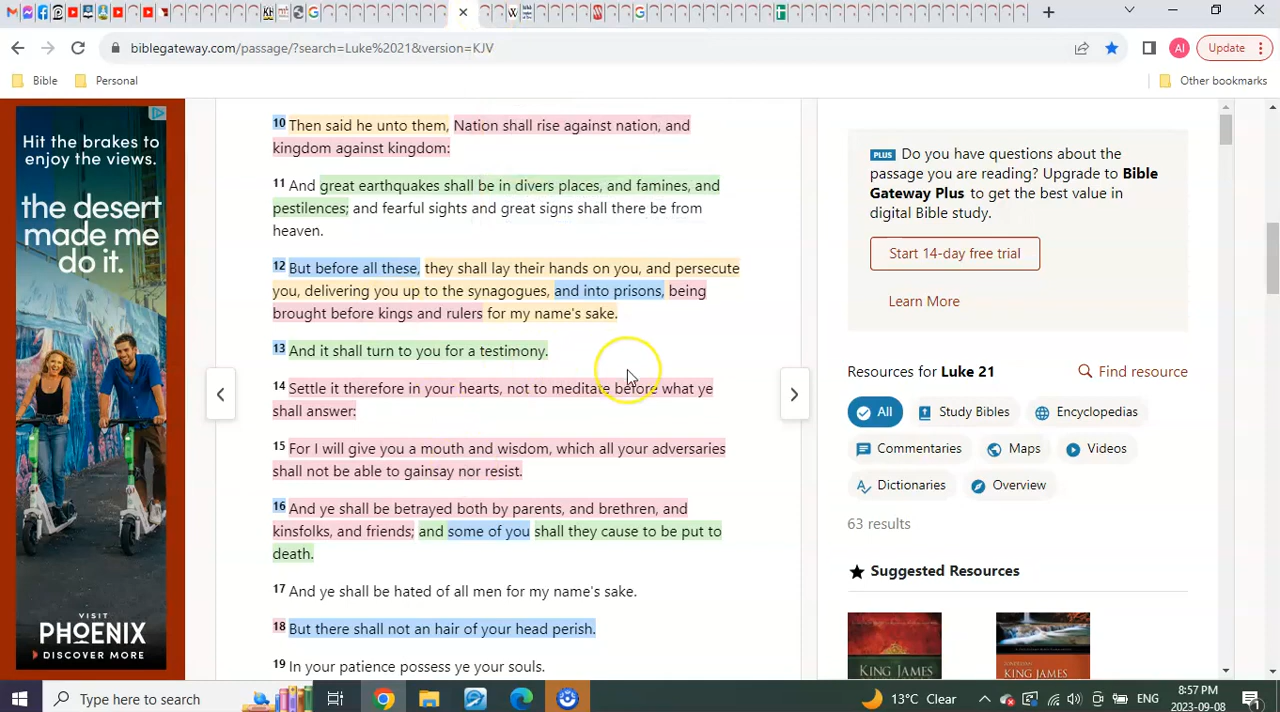 biblegateway.com/passage/?search=Luke%2021&version=KJV
AI
Update
Bible
Personal
Other bookmarks
Hit the brakes to
enjoy the views.
the desert
made me
do it.
VISIT
PHOENIX
DISCOVER MORE
10 Then said he unto them, Nation shall rise against nation, and
kingdom against kingdom:
11 And great earthquakes shall be in divers places, and famines, and
pestilences; and fearful sights and great signs shall there be from
heaven.
12 But before all these, they shall lay their hands on you, and persecute
you, delivering you up to the synagogues, and into prisons, being
brought before kings and rulers for my name's sake.
13 And it shall turn to you for a testimony.
14 Settle it therefore in your hearts, not to meditate before what ye
shall answer:
15 For I will give you a mouth and wisdom, which all your adversaries
shall not be able to gainsay nor resist.
16 And ye shall be betrayed both by parents, and brethren, and
kinsfolks, and friends; and some of you shall they cause to be put to
death.
17 And ye shall be hated of all men for my name's sake.
18 But there shall not an hair of your head perish.
19 In your patience possess ye your souls.
PLUS Do you have questions about the
passage you are reading? Upgrade to Bible
Gateway Plus to get the best value in
digital Bible study.
Start 14-day free trial
Learn More
Resources for Luke 21
Find resource
All
Study Bibles
Encyclopedias
Commentaries
Maps
Videos
Dictionaries
Overview
63 results
Suggested Resources
KING JAMES
KING JAMES
Type here to search
13°C Clear
ENG
8:57 PM
2023-09-08